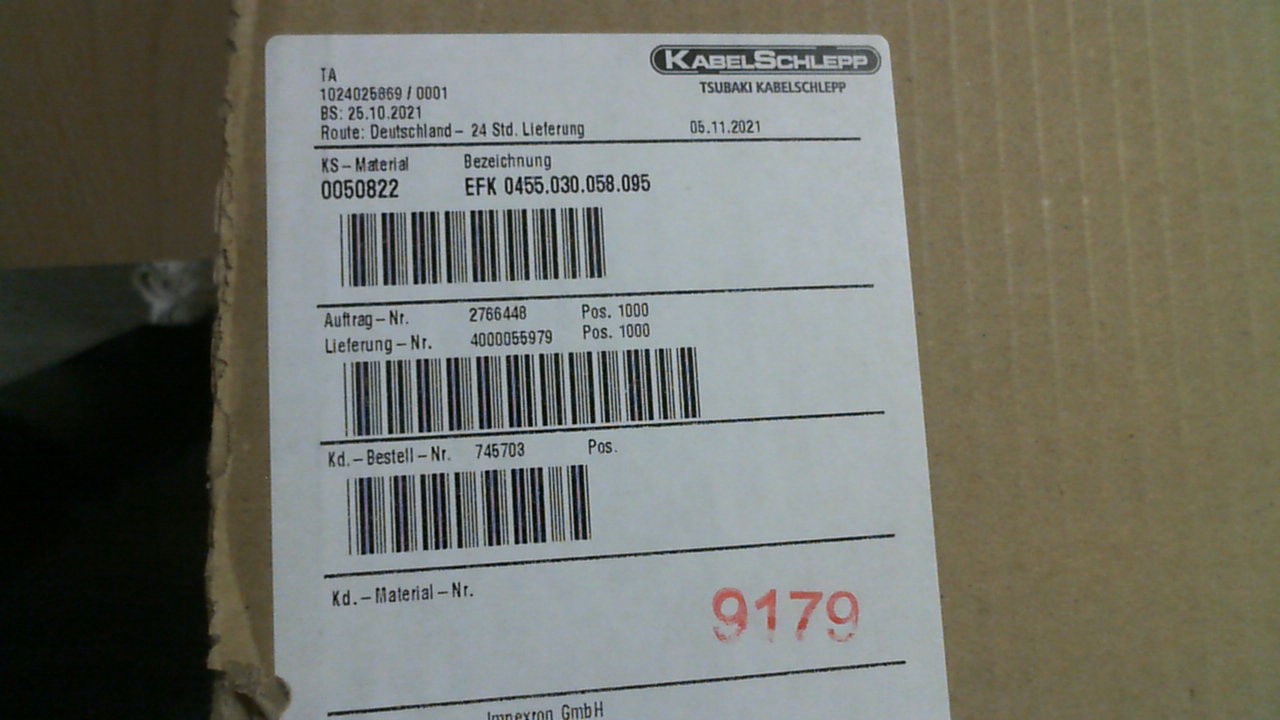 KABELSCHLEPP
TSUBAKI KABELSCHLEPP
TA
1024025869 / 0001
BS: 25.10.2021
Route: Deutschland - 24 Std. Lieferung 05.11.2021
KS-Material Bezeichnung
0050822 EFK 0455.030.058.095
Auftrag-Nr. 2766448 Pos. 1000
Lieferung-Nr. 4000055979 Pos. 1000
Kd.-Bestell-Nr. 745703 Pos.
Kd.-Material-Nr.
9179
Impexron GmbH